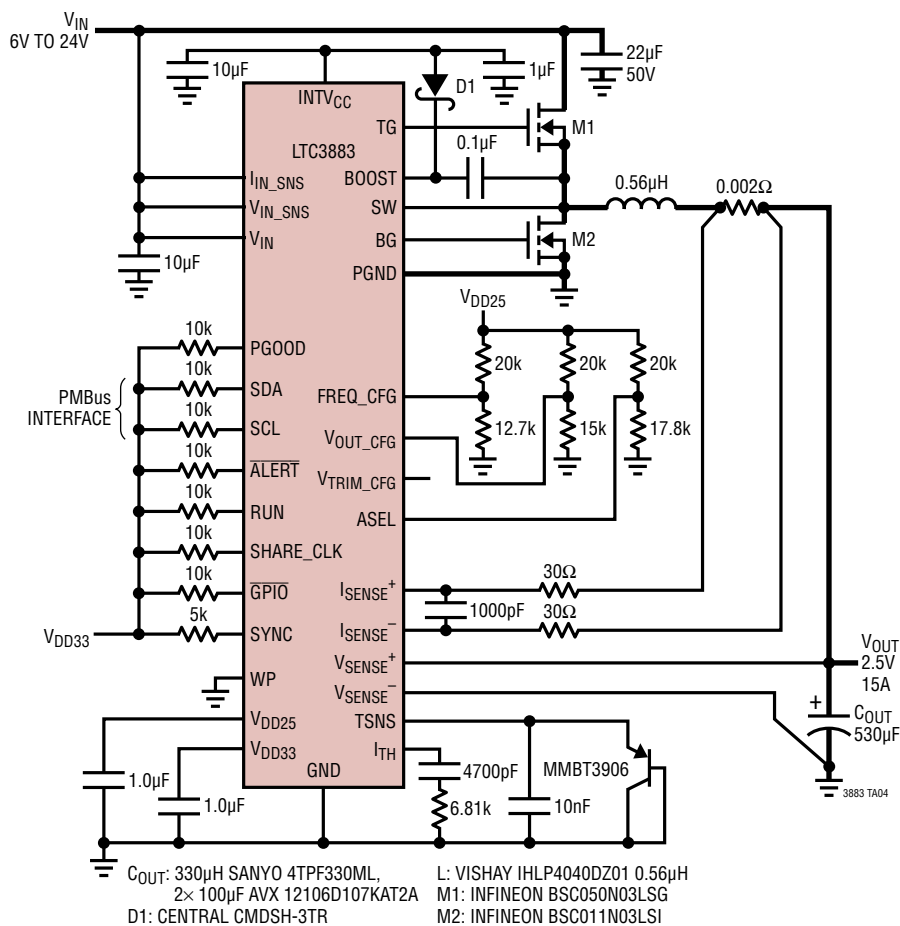 VIN
6V TO 24V
10µF
1µF
D1
22µF
50V
INTVCC
LTC3883
TG
M1
0.1µF
IIN_SNS
BOOST
0.56µH
0.002Ω
VIN_SNS
SW
VIN
BG
M2
10µF
PGND
VDD25
10k
PGOOD
20k
20k
20k
10k
SDA
PMBus
INTERFACE
FREQ_CFG
10k
SCL
12.7k
15k
17.8k
VOUT_CFG
10k
ALERT
VTRIM_CFG
10k
RUN
ASEL
10k
SHARE_CLK
10k
GPIO
30Ω
ISENSE+
1000pF
5k
30Ω
VDD33
SYNC
ISENSE–
VOUT
2.5V
15A
VSENSE+
WP
VSENSE–
+
COUT
530µF
VDD25
TSNS
VDD33
ITH
1.0µF
GND
4700pF
MMBT3906
3883 TA04
1.0µF
6.81k
10nF
COUT: 330µH SANYO 4TPF330ML,
2× 100µF AVX 12106D107KAT2A
D1: CENTRAL CMDSH-3TR
L: VISHAY IHLP4040DZ01 0.56µH
M1: INFINEON BSC050N03LSG
M2: INFINEON BSC011N03LSI